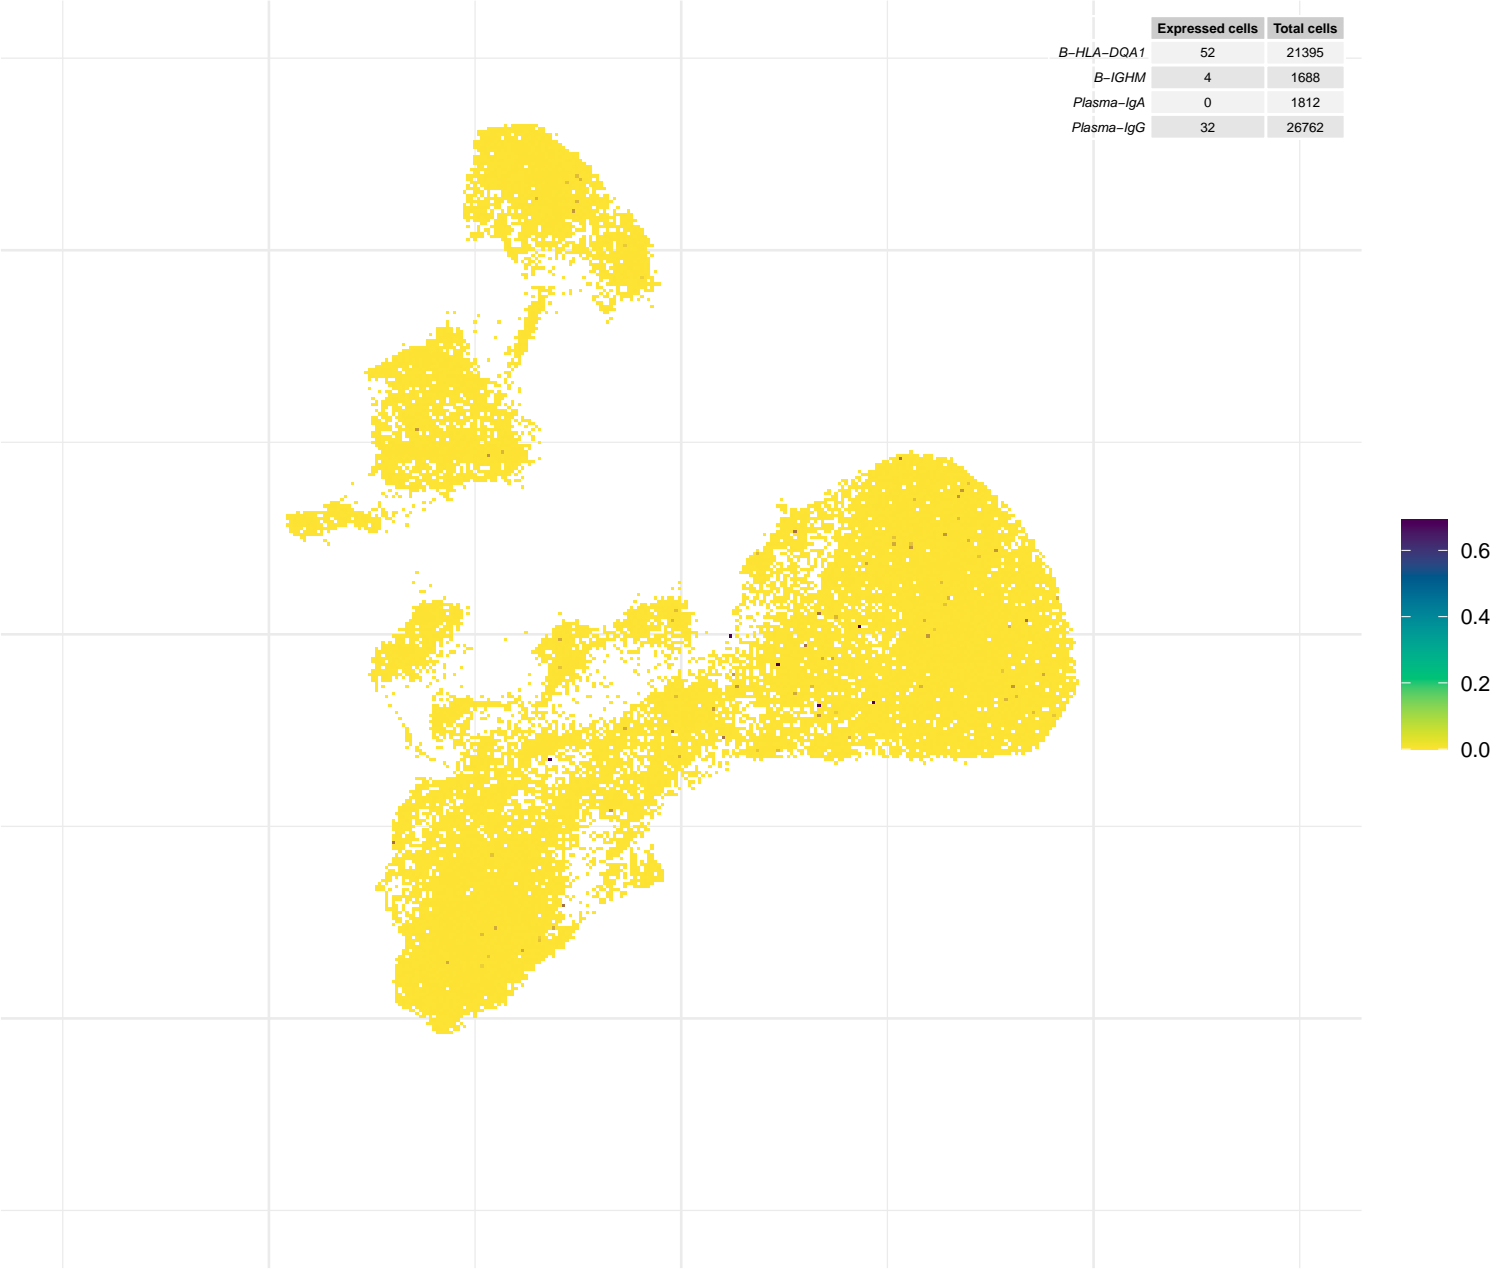 Expressed cells Total cells
B−HLA−DQA1 52 21395
B−IGHM 4 1688
Plasma−IgA 0 1812
Plasma−IgG 32 26762
0.6
0.4
0.2
0.0